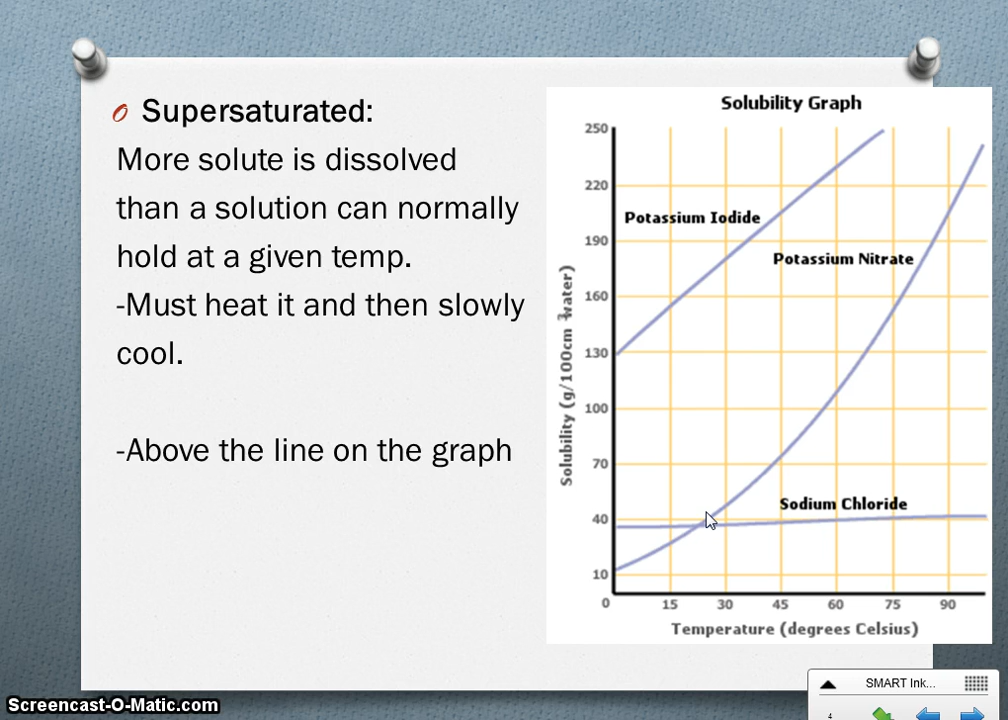 Supersaturated:
More solute is dissolved
than a solution can normally
hold at a given temp.
-Must heat it and then slowly
cool.
-Above the line on the graph
Solubility Graph
250
220
190
160
130
100
70
40
10
0
15
30
45
60
75
90
Solubility (g/100cm3 water)
Potassium Iodide
Potassium Nitrate
Sodium Chloride
Temperature (degrees Celsius)
SMART Ink...
4
Screencast-O-Matic.com